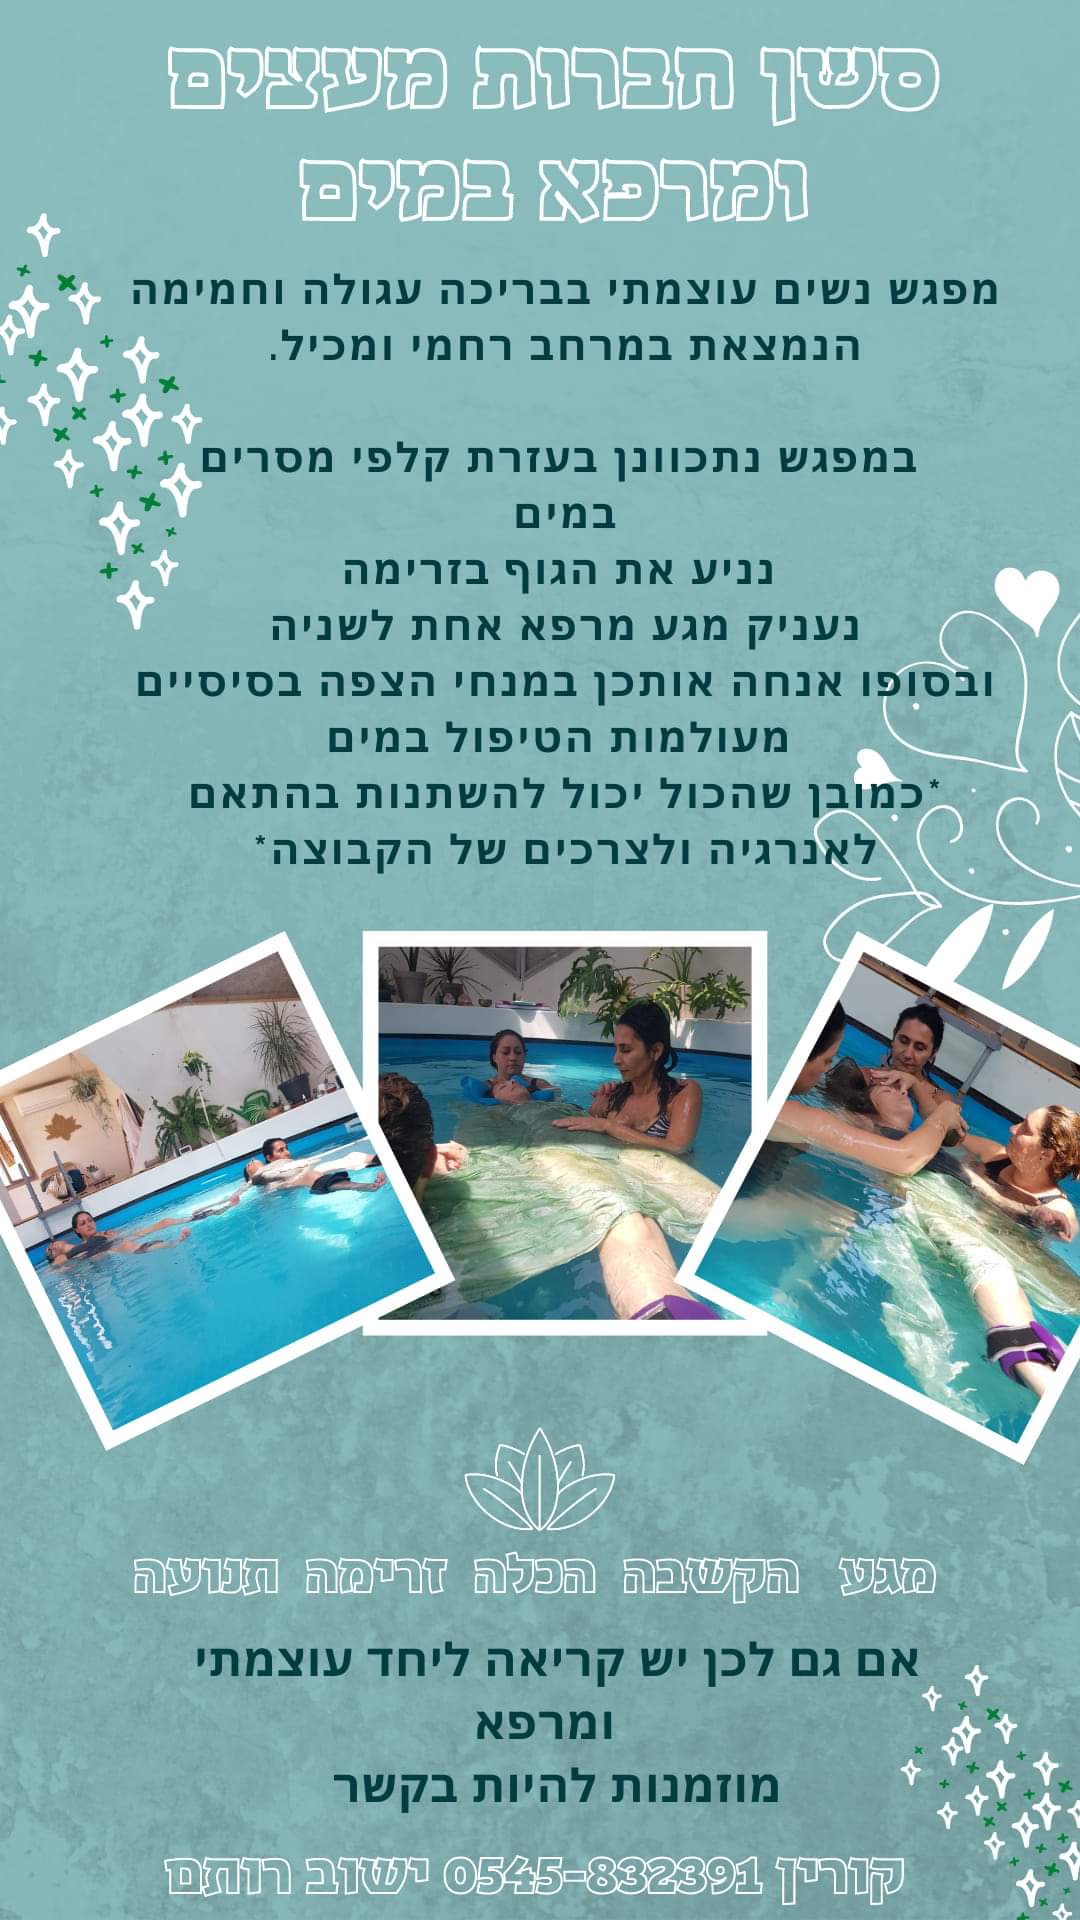 סשן חברות מעצים
ומרפא במים
מפגש נשים עוצמתי בבריכה עגולה וחמימה
הנמצאת במרחב רחמי ומכיל.
במפגש נתכוונן בעזרת קלפי מסרים
במים
נניע את הגוף בזרימה
נעניק מגע מרפא אחת לשניה
ובסופו אנחה אותכן במנחי הצפה בסיסיים
מעולמות הטיפול במים
*כמובן שהכול יכול להשתנות בהתאם
לאנרגיה ולצרכים של הקבוצה*
מגע הקשבה הכלה זרימה תנועה
אם גם לכן יש קריאה ליחד עוצמתי
ומרפא
מוזמנות להיות בקשר
קורין 0545-832391 ישוב רותם